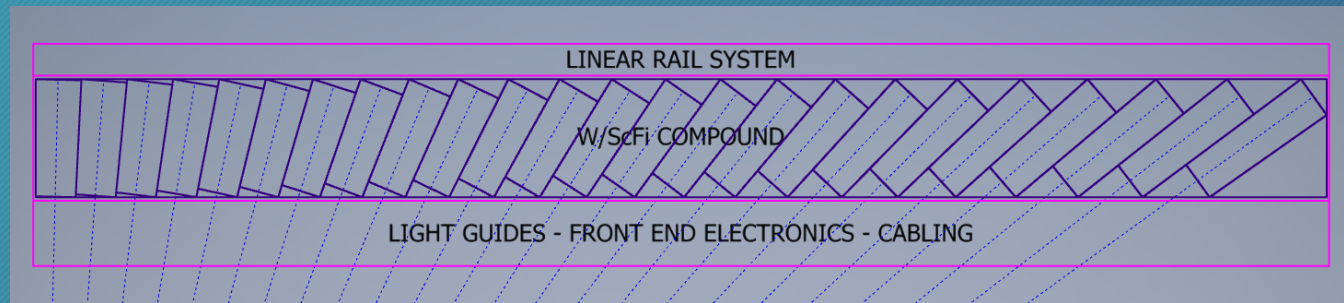 LINEAR RAIL SYSTEM
W/ScFi COMPOUND
LIGHT GUIDES - FRONT END ELECTRONICS - CABLING